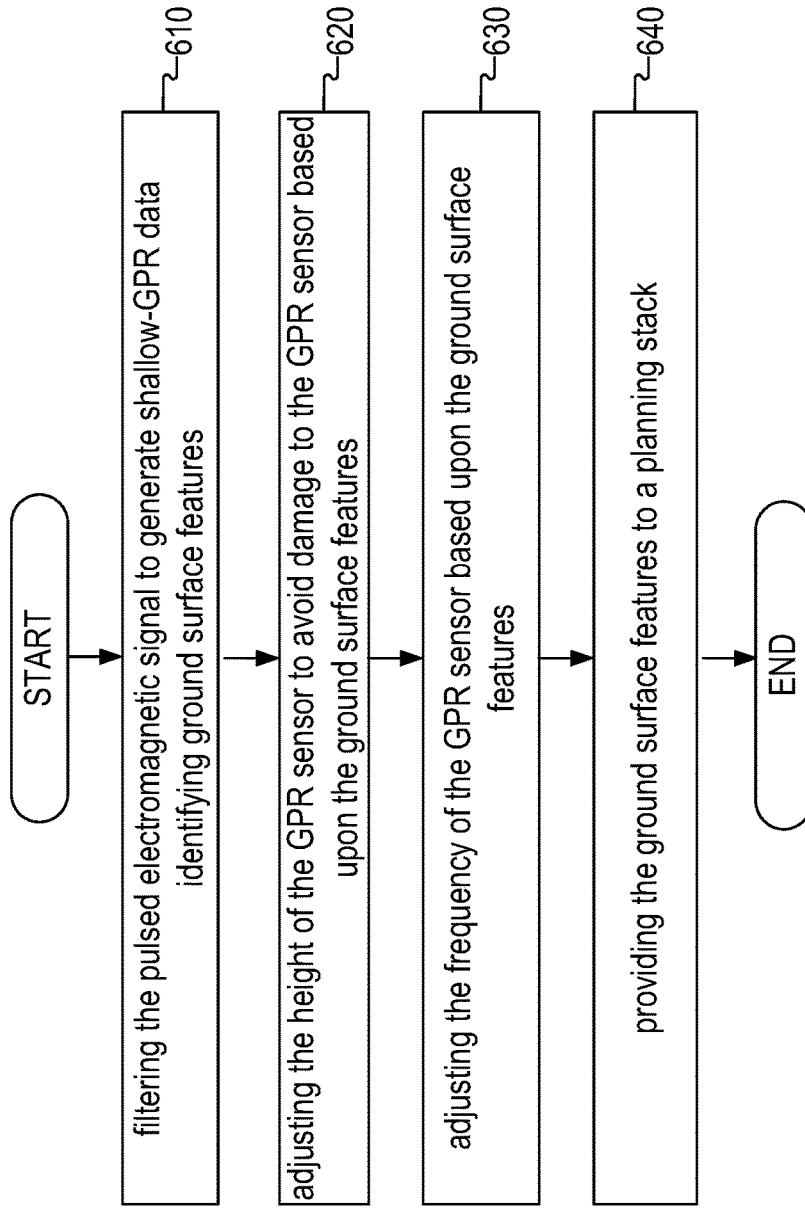 START
filtering the pulsed electromagnetic signal to generate shallow-GPR data
identifying ground surface features
610
adjusting the height of the GPR sensor to avoid damage to the GPR sensor based
upon the ground surface features
620
adjusting the frequency of the GPR sensor based upon the ground surface
features
630
providing the ground surface features to a planning stack
640
END